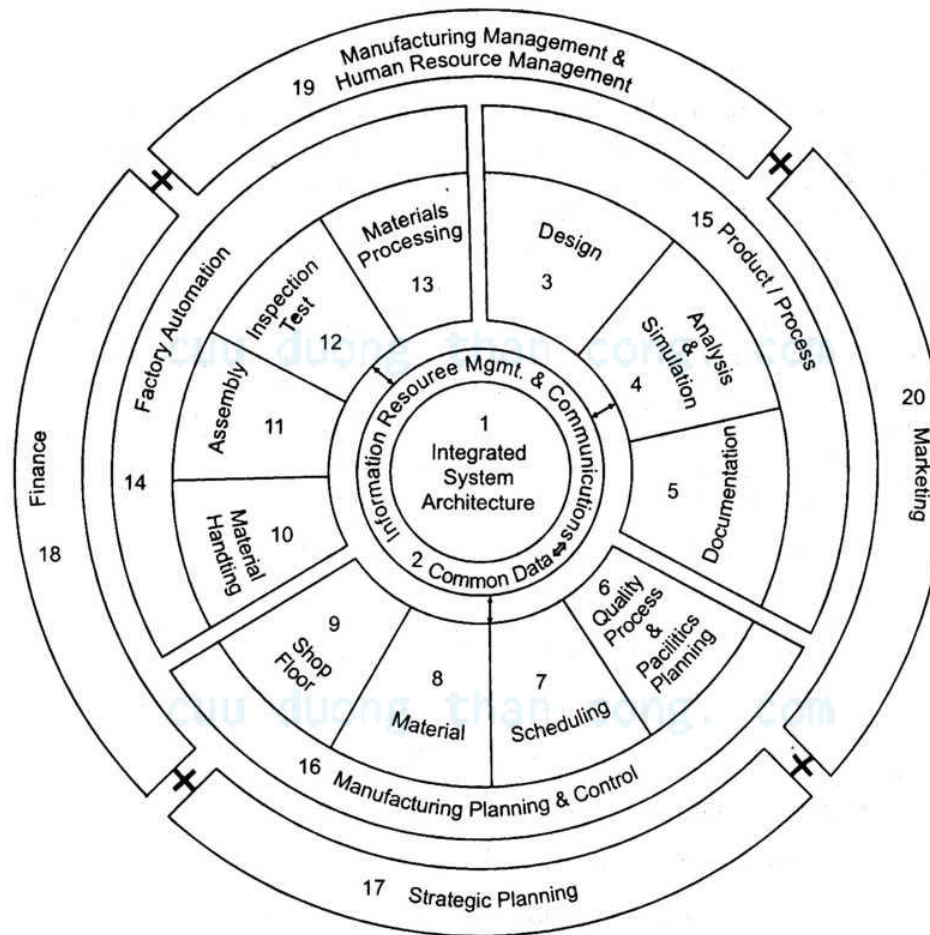 19 Manufacturing Management &
Human Resource Management
15 Product / Process
Factory Automation
14
Materials
Processing
13
Design
3
Inspection
Test
12
Analysis
&
Simulation
4
cuu duong than cong. com
Information Resouree Mgmt. & Communicutions
1
Integrated
System
Architecture
2 Common Data
Assembly
11
20
Marketing
Finance
18
5
Documentation
Material
Handting
10
6
Quality
Process
&
Pacilitics
Planning
9
Shop
Floor
8
Material
7
Scheduling
cuu duong than cong. com
16 Manufacturing Planning & Control
17 Strategic Planning